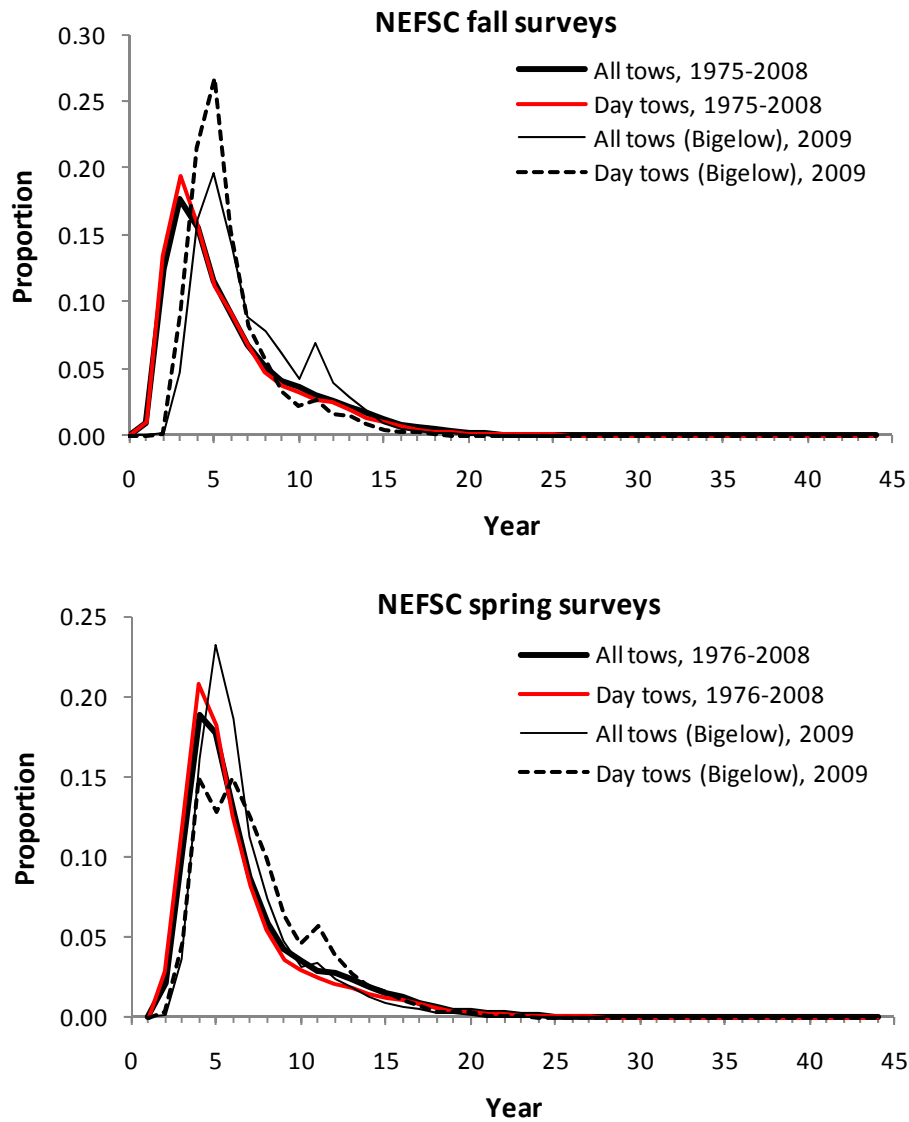 NEFSC fall surveys
0.30
0.25
0.20
0.15
0.10
0.05
0.00
Proportion
All tows, 1975-2008
Day tows, 1975-2008
All tows (Bigelow), 2009
Day tows (Bigelow), 2009
0 5 10 15 20 25 30 35 40 45
Year
NEFSC spring surveys
0.25
0.20
0.15
0.10
0.05
0.00
Proportion
All tows, 1976-2008
Day tows, 1976-2008
All tows (Bigelow), 2009
Day tows (Bigelow), 2009
0 5 10 15 20 25 30 35 40 45
Year